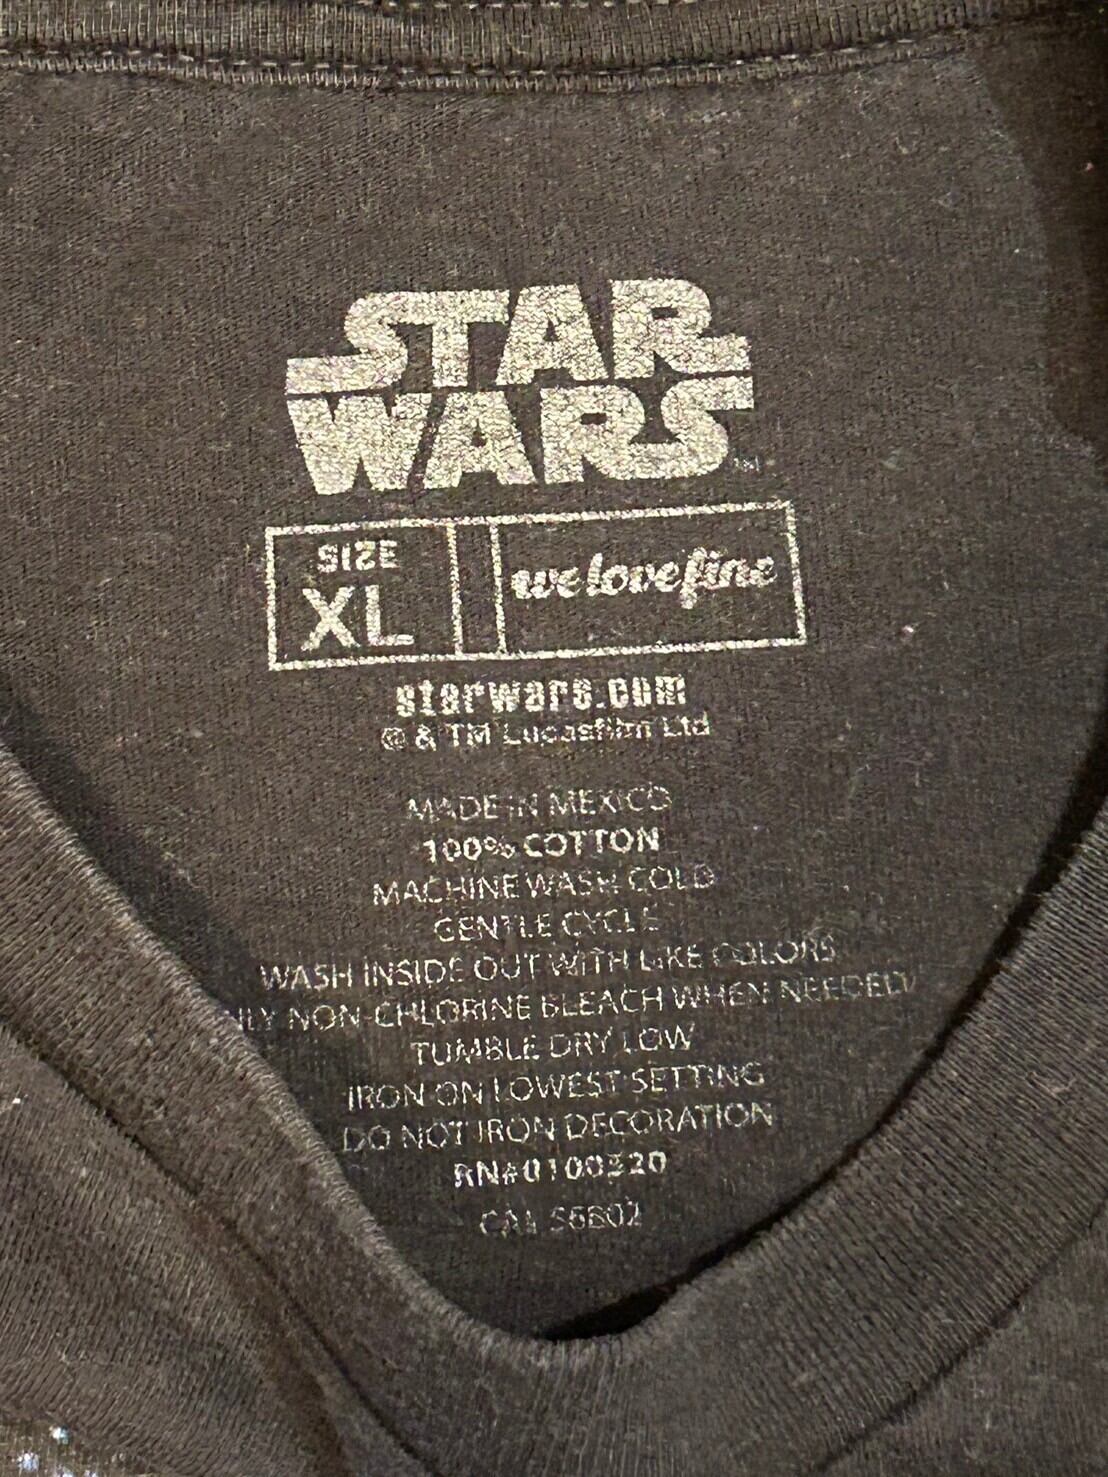 STAR
WARS
TM
SIZE
XL
welovefine
starwars.com
© & TM Lucasfilm Ltd
MADE IN MEXICO
100% COTTON
MACHINE WASH COLD
GENTLE CYCLE
WASH INSIDE OUT WITH LIKE COLORS
NON-CHLORINE BLEACH WHEN NEEDED
TUMBLE DRY LOW
IRON ON LOWEST SETTING
DO NOT IRON DECORATION
RN#0100220